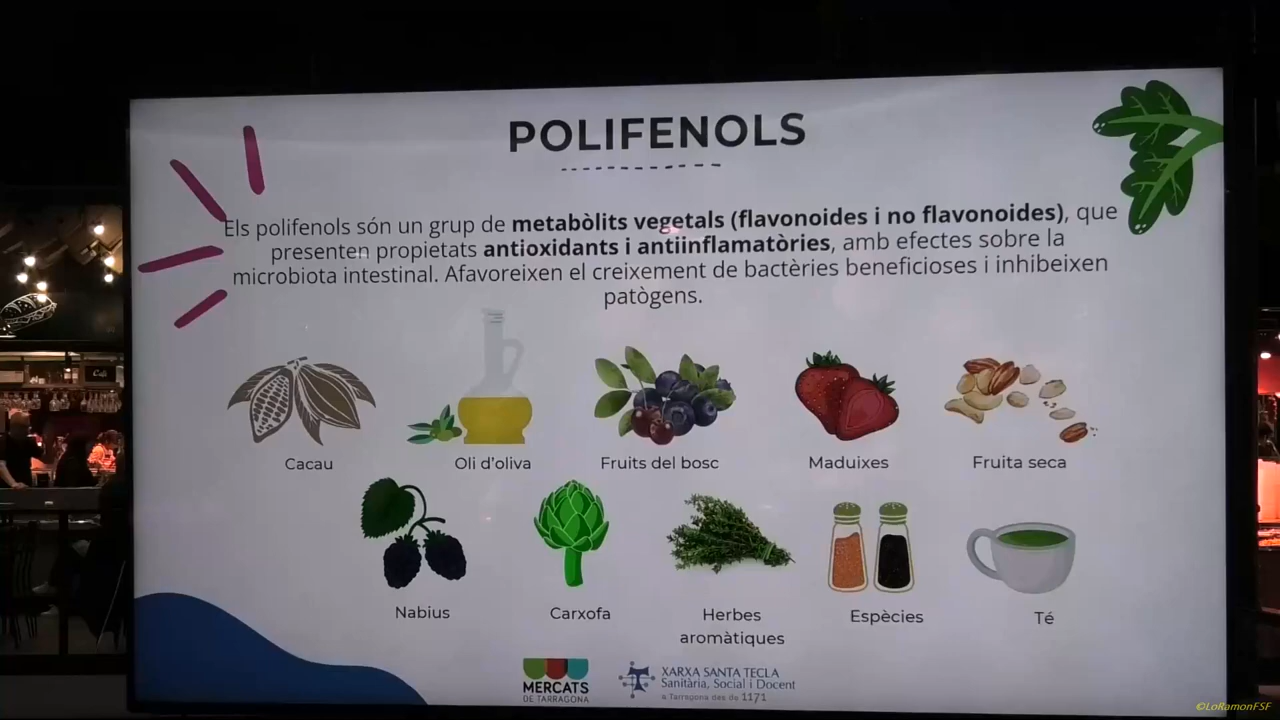 POLIFENOLS
Els polifenols són un grup de metabòlits vegetals (flavonoides i no flavonoides), que
presenten propietats antioxidants i antiinflamatòries, amb efectes sobre la
microbiota intestinal. Afavoreixen el creixement de bactèries beneficioses i inhibeixen
patògens.
Cacau
Oli d'oliva
Fruits del bosc
Maduixes
Fruita seca
Nabius
Carxofa
Herbes
aromàtiques
Espècies
Té
MERCATS
DE TARRAGONA
XARXA SANTA TECLA
Sanitària, Social i Docent
a Tarragona des de 1171
©LoRamonFSF